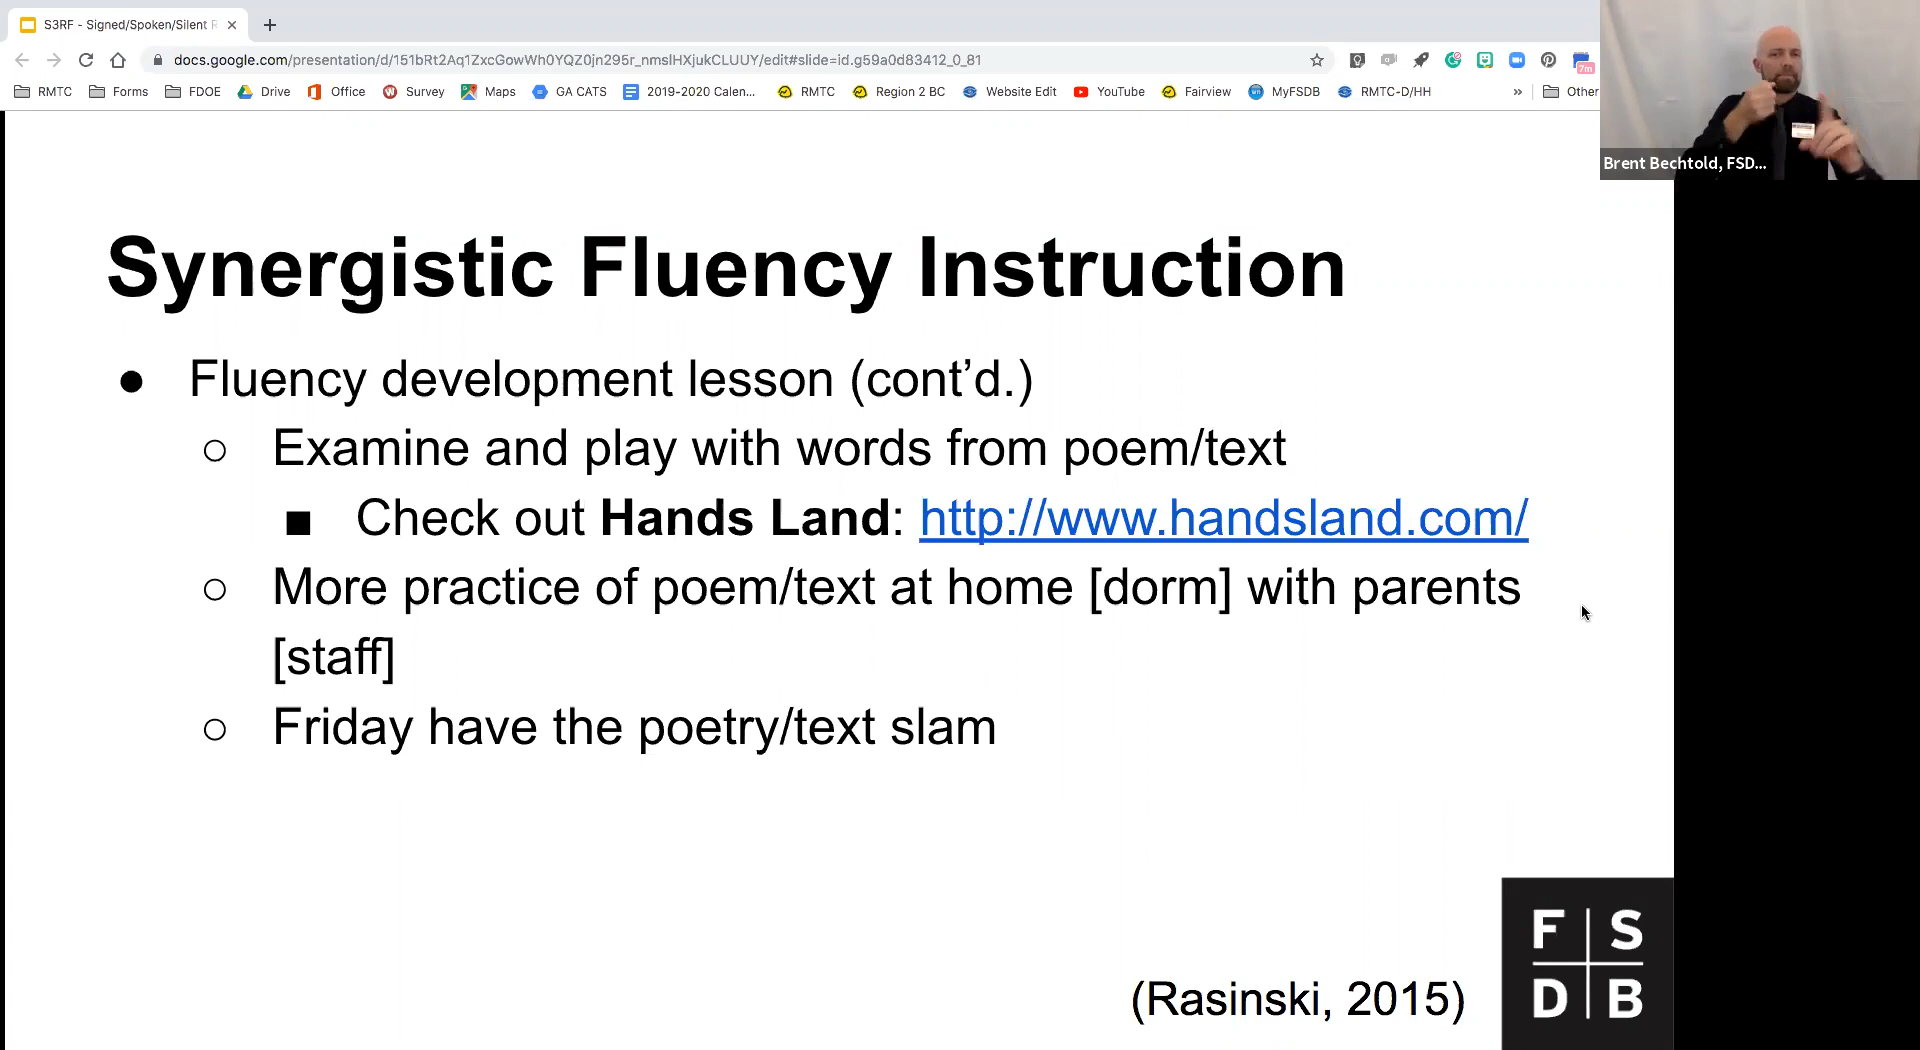 S3RF - Signed/Spoken/Silent R
docs.google.com/presentation/d/151bRt2Aq1ZxcGowWh0YQZ0jn295r_nmsIHXjukCLUUY/edit#slide=id.g59a0d83412_0_81
7m
RMTC Forms FDOE Drive Office Survey Maps GA CATS 2019-2020 Calen... RMTC Region 2 BC Website Edit YouTube Fairview MyFSDB RMTC-D/HH » Other
Brent Bechtold, FSD...
Synergistic Fluency Instruction
● Fluency development lesson (cont’d.)
○ Examine and play with words from poem/text
■ Check out Hands Land: http://www.handsland.com/
○ More practice of poem/text at home [dorm] with parents
[staff]
○ Friday have the poetry/text slam
(Rasinski, 2015)
F S
D B